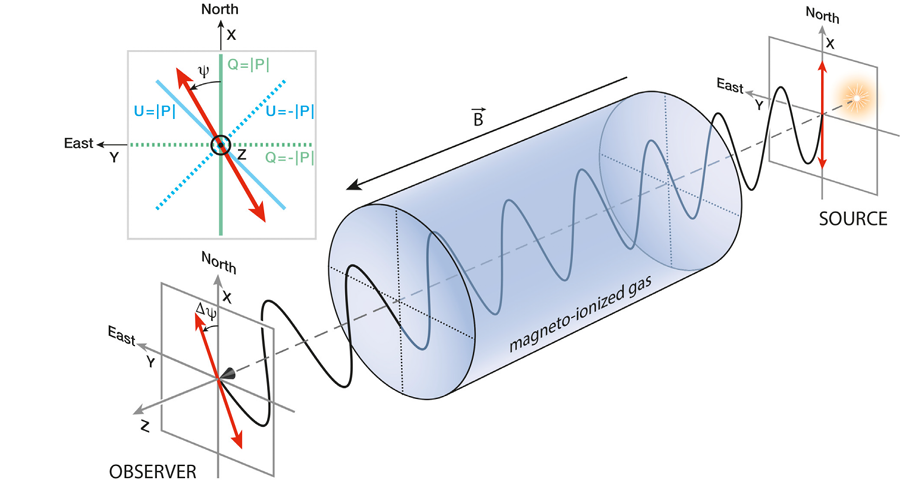 North
X
ψ
Q=|P|
U=|P|
U=-|P|
East
Y
Z
Q=-|P|
B
North
X
East
Y
SOURCE
magneto-ionized gas
North
X
Δψ
East
Y
Z
OBSERVER